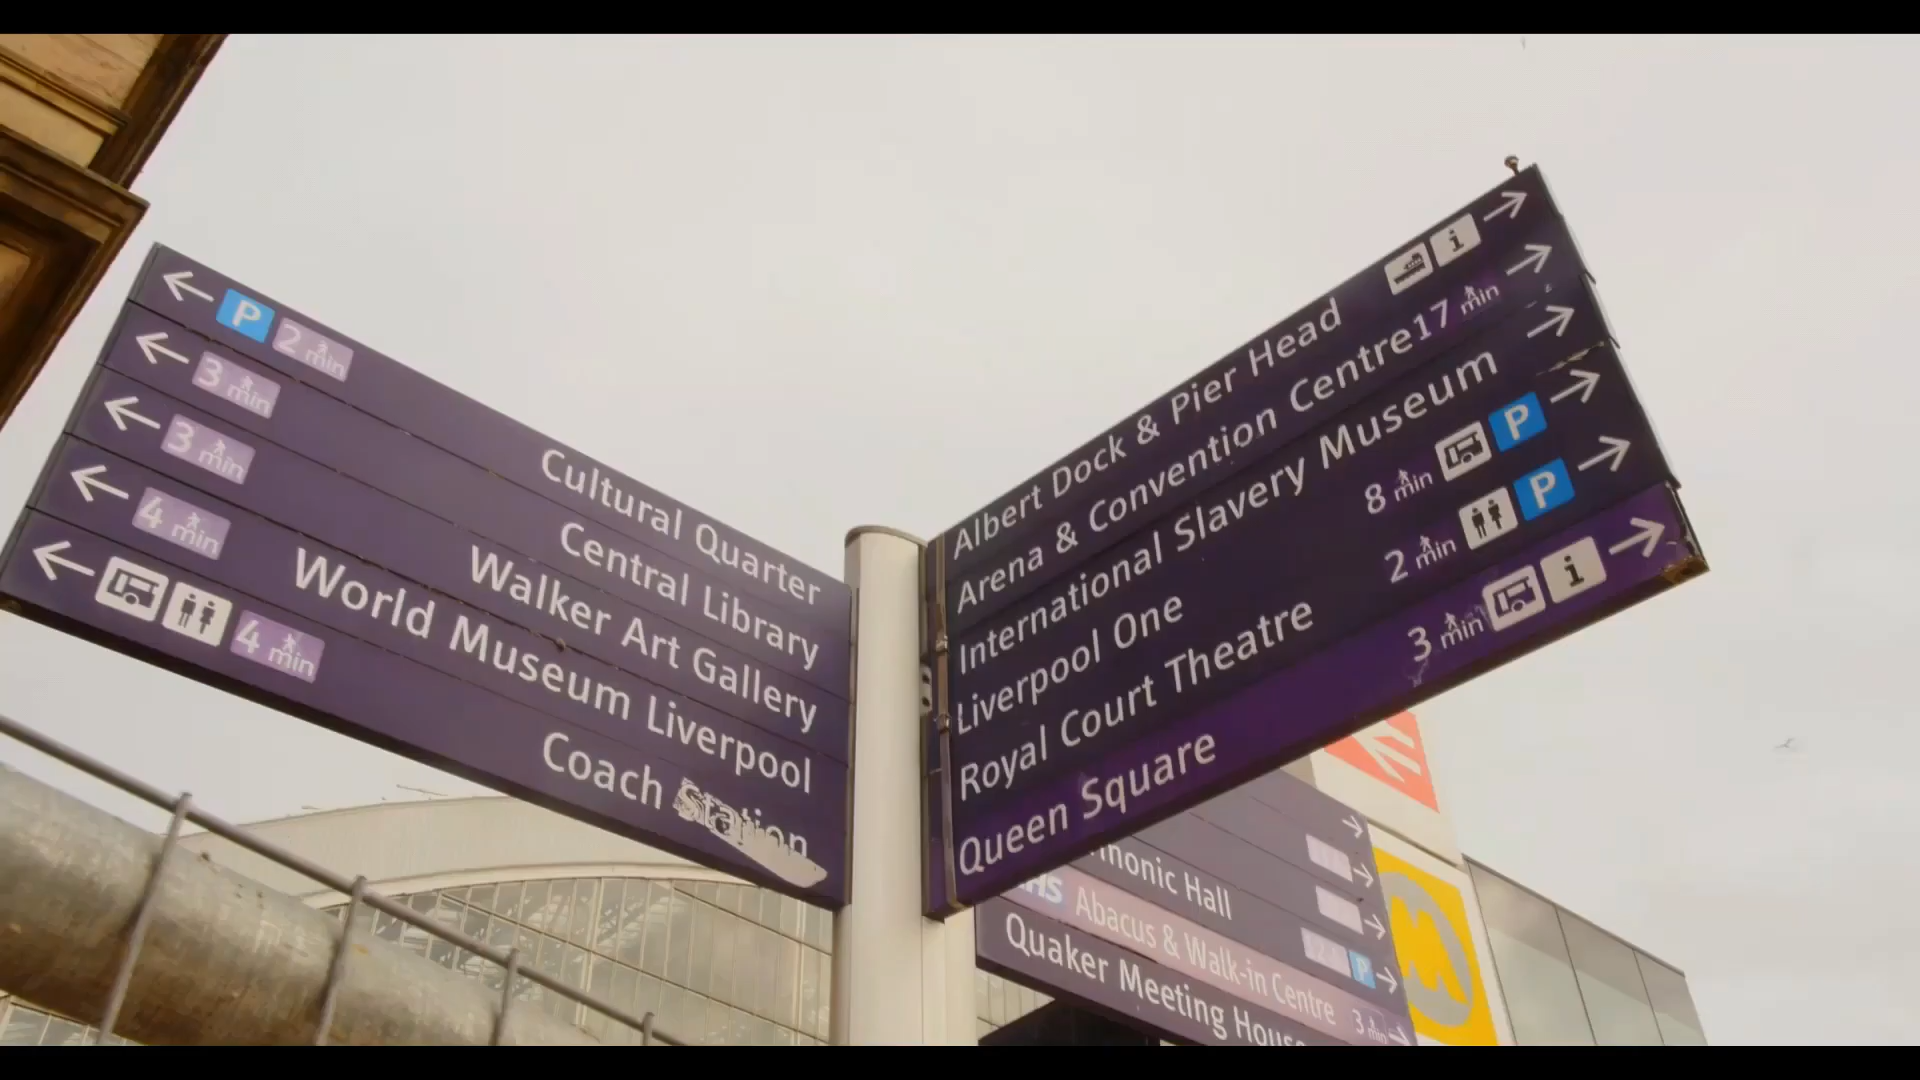 P 2 min Cultural Quarter
3 min Central Library
3 min Walker Art Gallery
4 min World Museum Liverpool
4 min Coach Station
Albert Dock & Pier Head i
Arena & Convention Centre 17 min
International Slavery Museum
Liverpool One 8 min P
Royal Court Theatre 2 min P
Queen Square 3 min i
Hall
Abacus & Walk-in Centre P
Quaker Meeting House 3 min